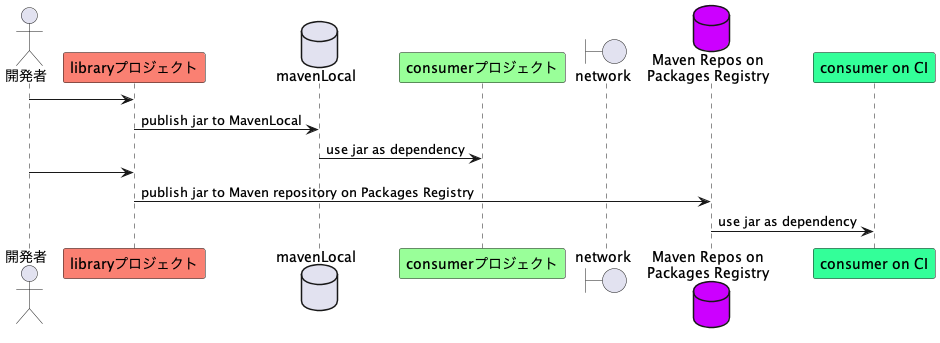 開発者
libraryプロジェクト
mavenLocal
consumerプロジェクト
network
Maven Repos on
Packages Registry
consumer on CI
publish jar to MavenLocal
use jar as dependency
publish jar to Maven repository on Packages Registry
use jar as dependency
開発者
libraryプロジェクト
mavenLocal
consumerプロジェクト
network
Maven Repos on
Packages Registry
consumer on CI